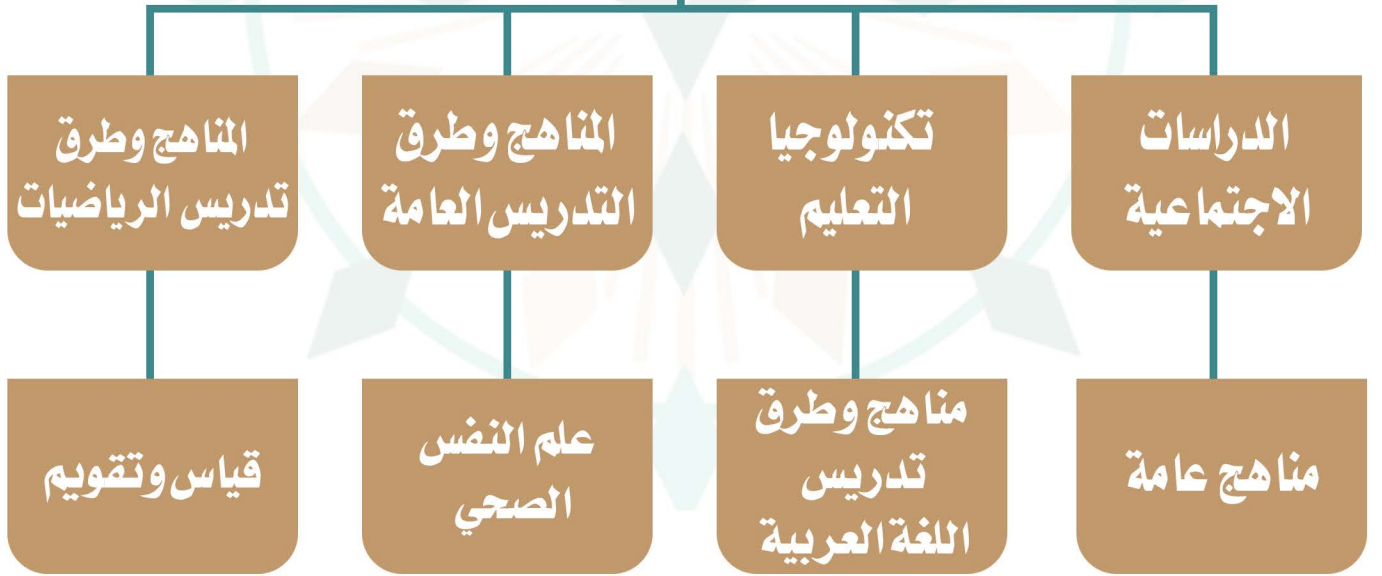 الدراسات
الاجتماعية
تكنولوجيا
التعليم
المناهج وطرق
التدريس العامة
المناهج وطرق
تدريس الرياضيات
مناهج عامة
مناهج وطرق
تدريس
اللغة العربية
علم النفس
الصحي
قياس وتقويم